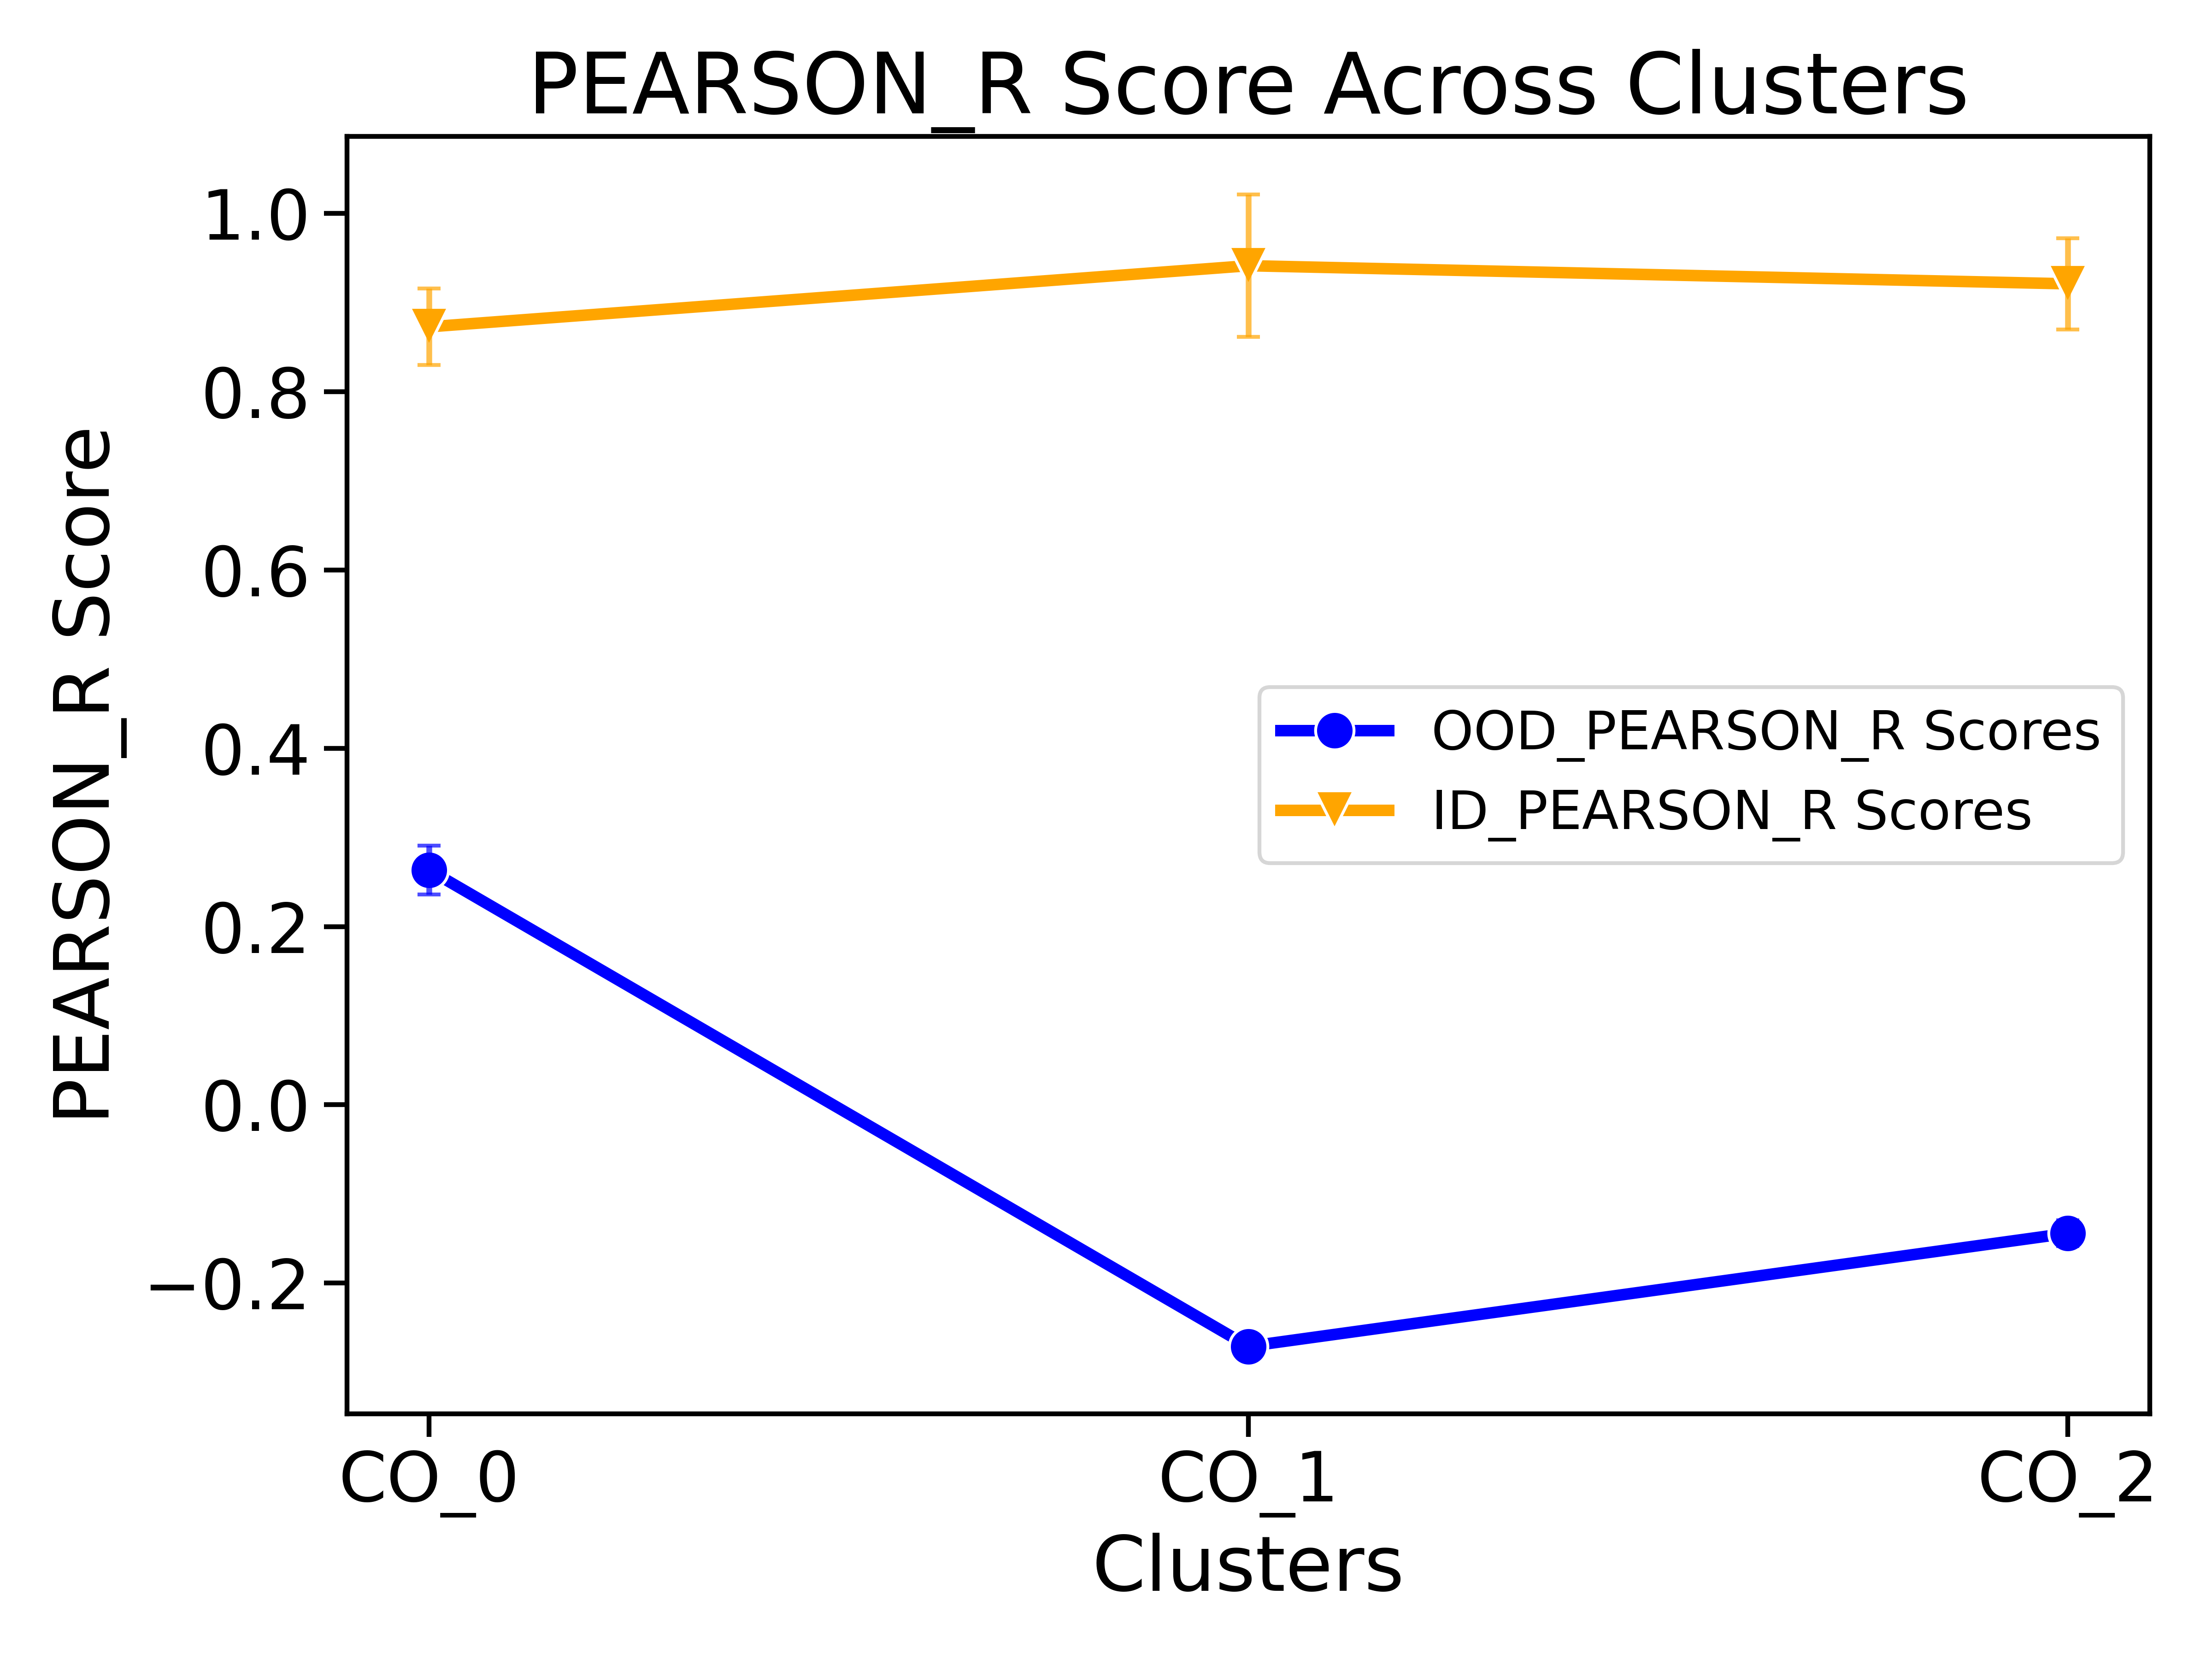 PEARSON_R Score Across Clusters
PEARSON_R Score
1.0
0.8
0.6
0.4
0.2
0.0
−0.2
OOD_PEARSON_R Scores
ID_PEARSON_R Scores
CO_0
CO_1
CO_2
Clusters